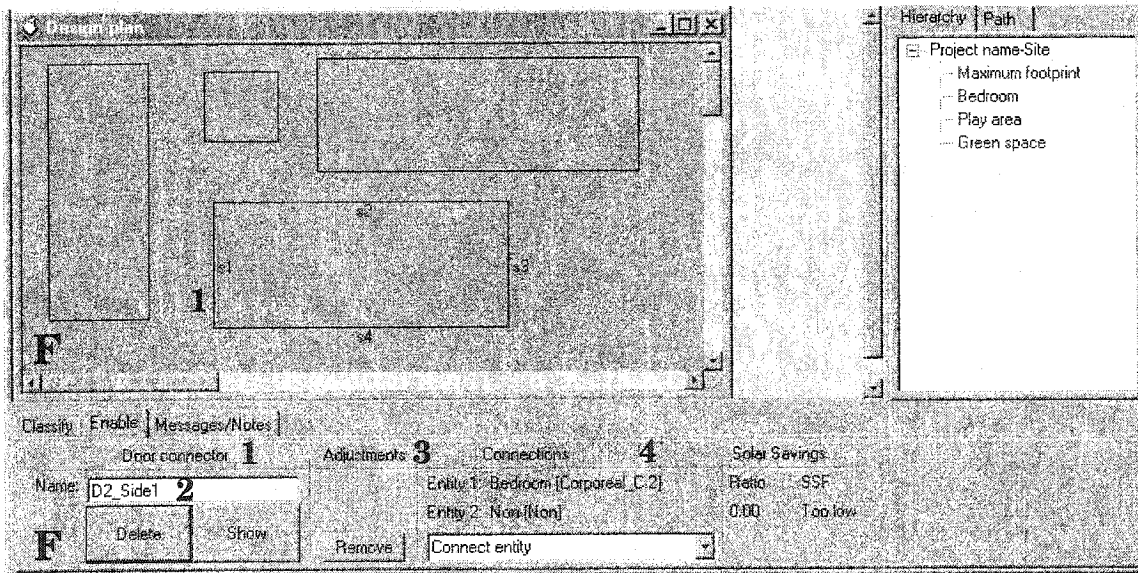 Design plan
Hierarchy Path
Project name-Site
Maximum footprint
Bedroom
Play area
Green space
s2
s1
s3
1
s4
F
Classify Enable Messages/Notes
Door connector 1 Adjustments 3 Connections 4 Solar Savings
Name: D2_Side1 2 Entity 1: Bedroom [Corporeal_C.2] Ratio SSF
Entity 2: Non [Non] 0.00 Too low
F Delete Show Remove Connect entity